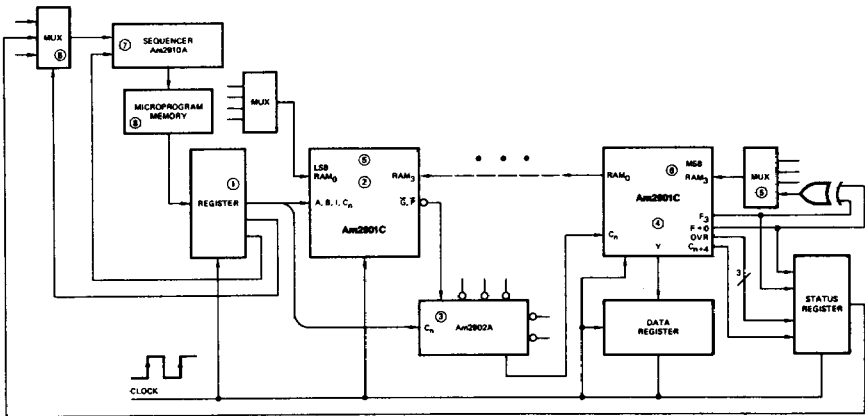 MUX
6
7
SEQUENCER
Am2910A
8
MICROPROGRAM
MEMORY
MUX
1
REGISTER
5
LSB
RAM0
2
RAM3
A, B, I, Cn
G, P
Am2901C
• • •
6
MSB
RAM0
RAM3
Am2901C
4
Cn
Y
F3
F = 0
OVR
Cn+4
MUX
5
3
3
Cn
Am2902A
DATA
REGISTER
STATUS
REGISTER
CLOCK